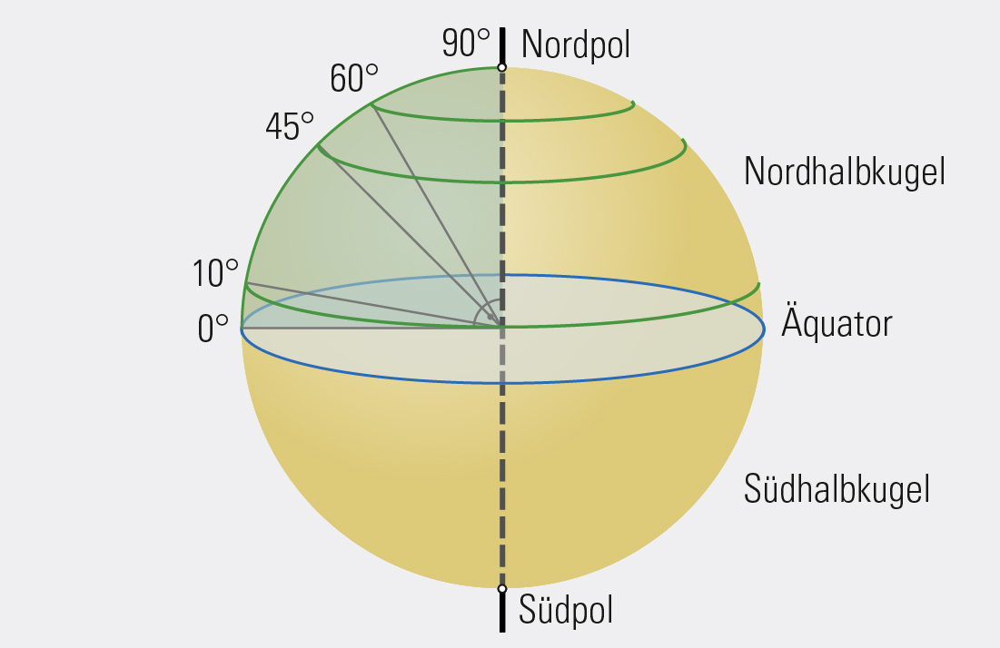 90°
Nordpol
60°
45°
Nordhalbkugel
10°
0°
Äquator
Südhalbkugel
Südpol